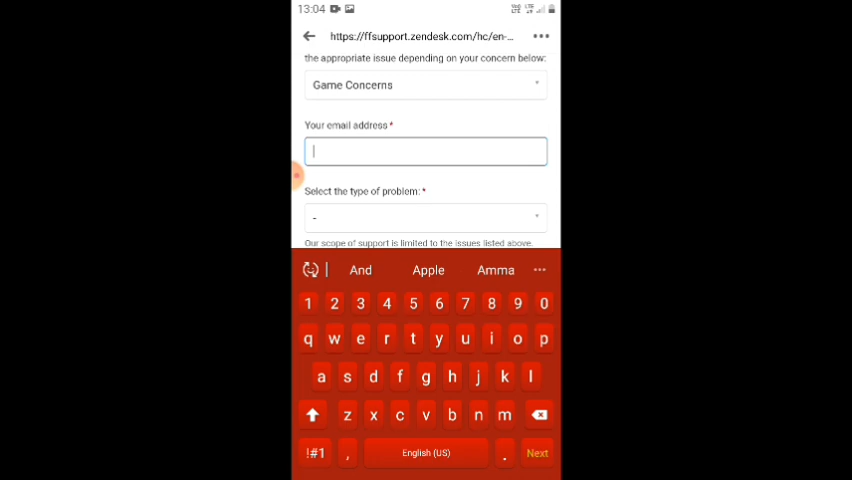 13:04
https://ffsupport.zendesk.com/hc/en-...
the appropriate issue depending on your concern below:
Game Concerns
Your email address *
Select the type of problem: *
-
Our scope of support is limited to the issues listed above.
And Apple Amma
1 2 3 4 5 6 7 8 9 0
q w e r t y u i o p
a s d f g h j k l
z x c v b n m
!#1 , English (US) . Next